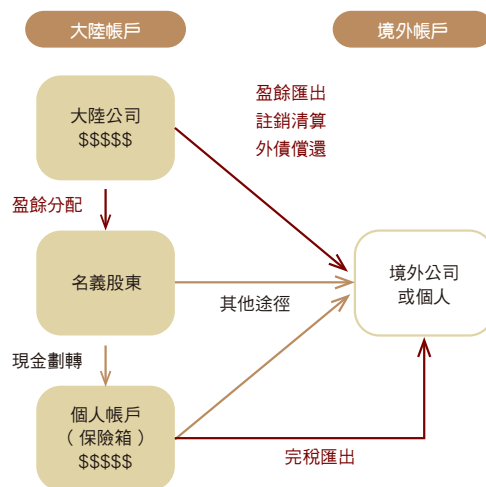 大陸帳戶
境外帳戶
大陸公司
$$$$$
盈餘匯出
註銷清算
外債償還
盈餘分配
名義股東
其他途徑
境外公司
或個人
現金劃轉
個人帳戶
（保險箱）
$$$$$
完稅匯出